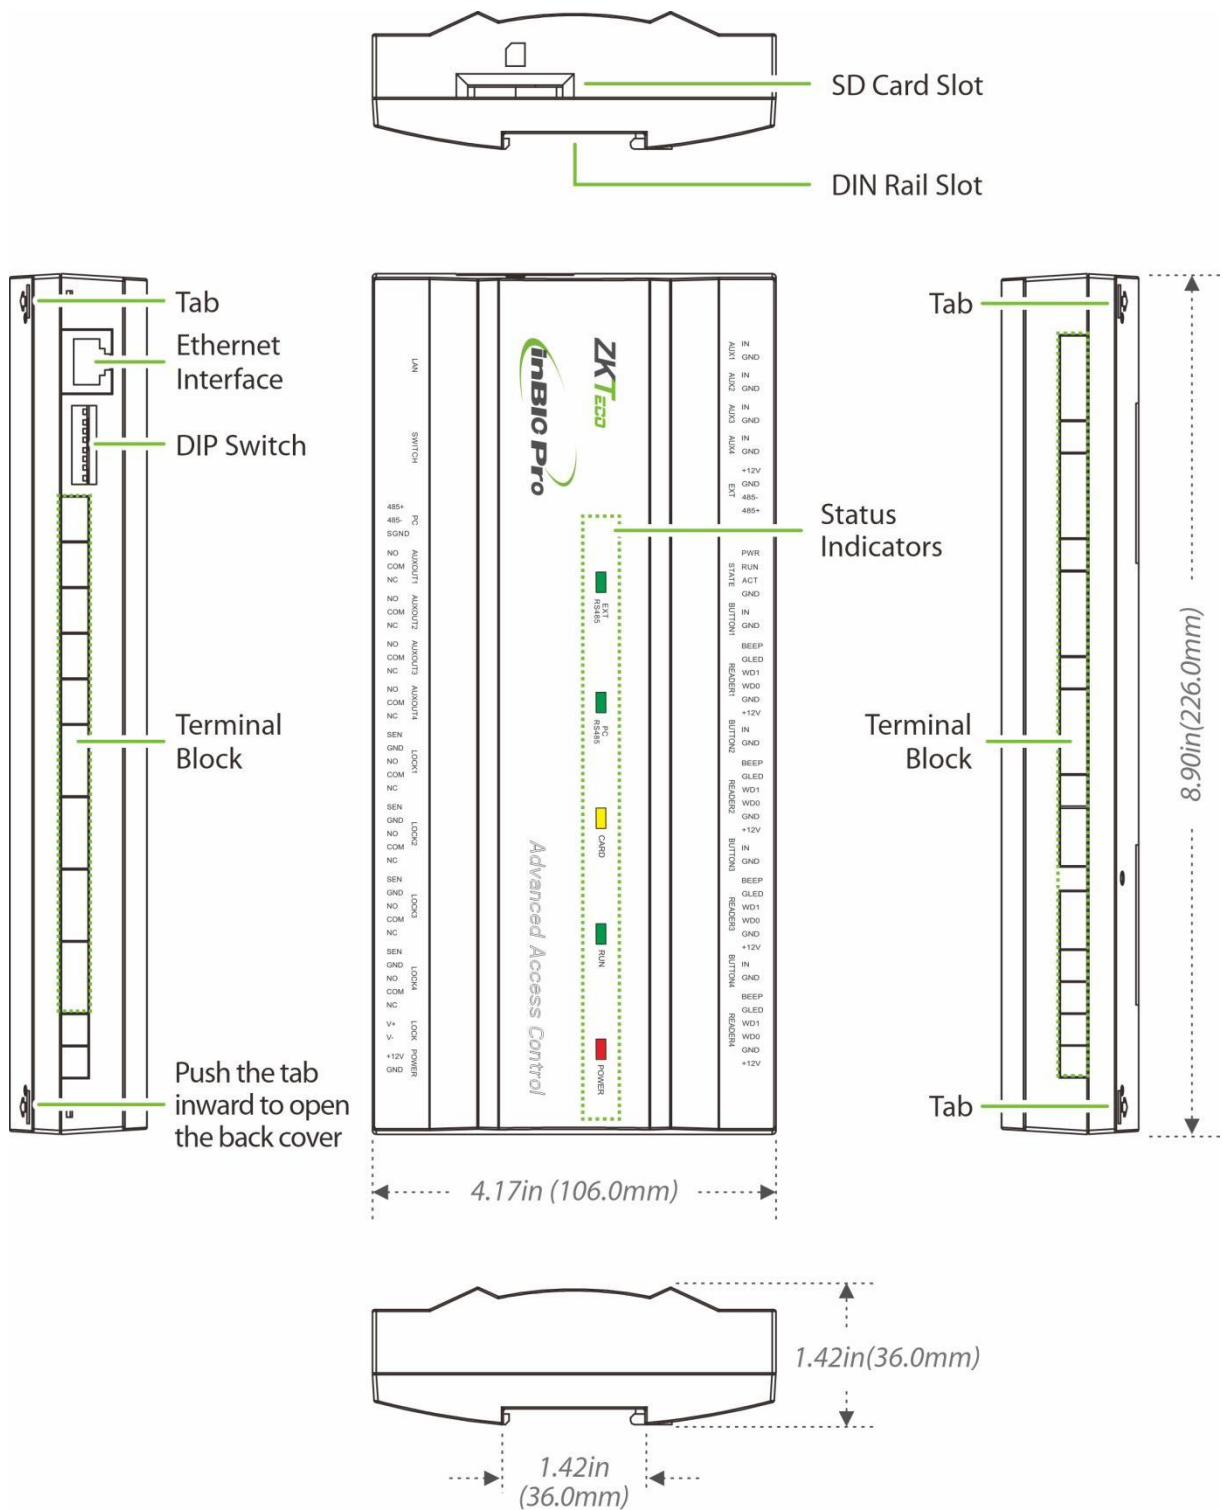 SD Card Slot
DIN Rail Slot
Tab
Ethernet
Interface
DIP Switch
Terminal
Block
Push the tab
inward to open
the back cover
LAN
SWITCH
485+
485-
SGND
PC
NO
COM
NC
AUXOUT1
NO
COM
NC
AUXOUT2
NO
COM
NC
AUXOUT3
NO
COM
NC
AUXOUT4
SEN
GND
NO
COM
NC
LOCK1
SEN
GND
NO
COM
NC
LOCK2
SEN
GND
NO
COM
NC
LOCK3
SEN
GND
NO
COM
NC
LOCK4
V+
V-
LOCK
+12V
GND
POWER
ZKTECO
inBIO Pro
Advanced Access Control
EXT
RS485
PC
RS485
CARD
RUN
POWER
AUX1
IN
GND
AUX2
IN
GND
AUX3
IN
GND
AUX4
IN
GND
EXT
+12V
GND
485-
485+
STATE
PWR
RUN
ACT
GND
BUTTON1
IN
GND
READER1
BEEP
GLED
WD1
WD0
GND
+12V
BUTTON2
IN
GND
READER2
BEEP
GLED
WD1
WD0
GND
+12V
BUTTON3
IN
GND
READER3
BEEP
GLED
WD1
WD0
GND
+12V
BUTTON4
IN
GND
READER4
BEEP
GLED
WD1
WD0
GND
+12V
Status
Indicators
Tab
Terminal
Block
Tab
8.90in(226.0mm)
4.17in (106.0mm)
1.42in(36.0mm)
1.42in
(36.0mm)